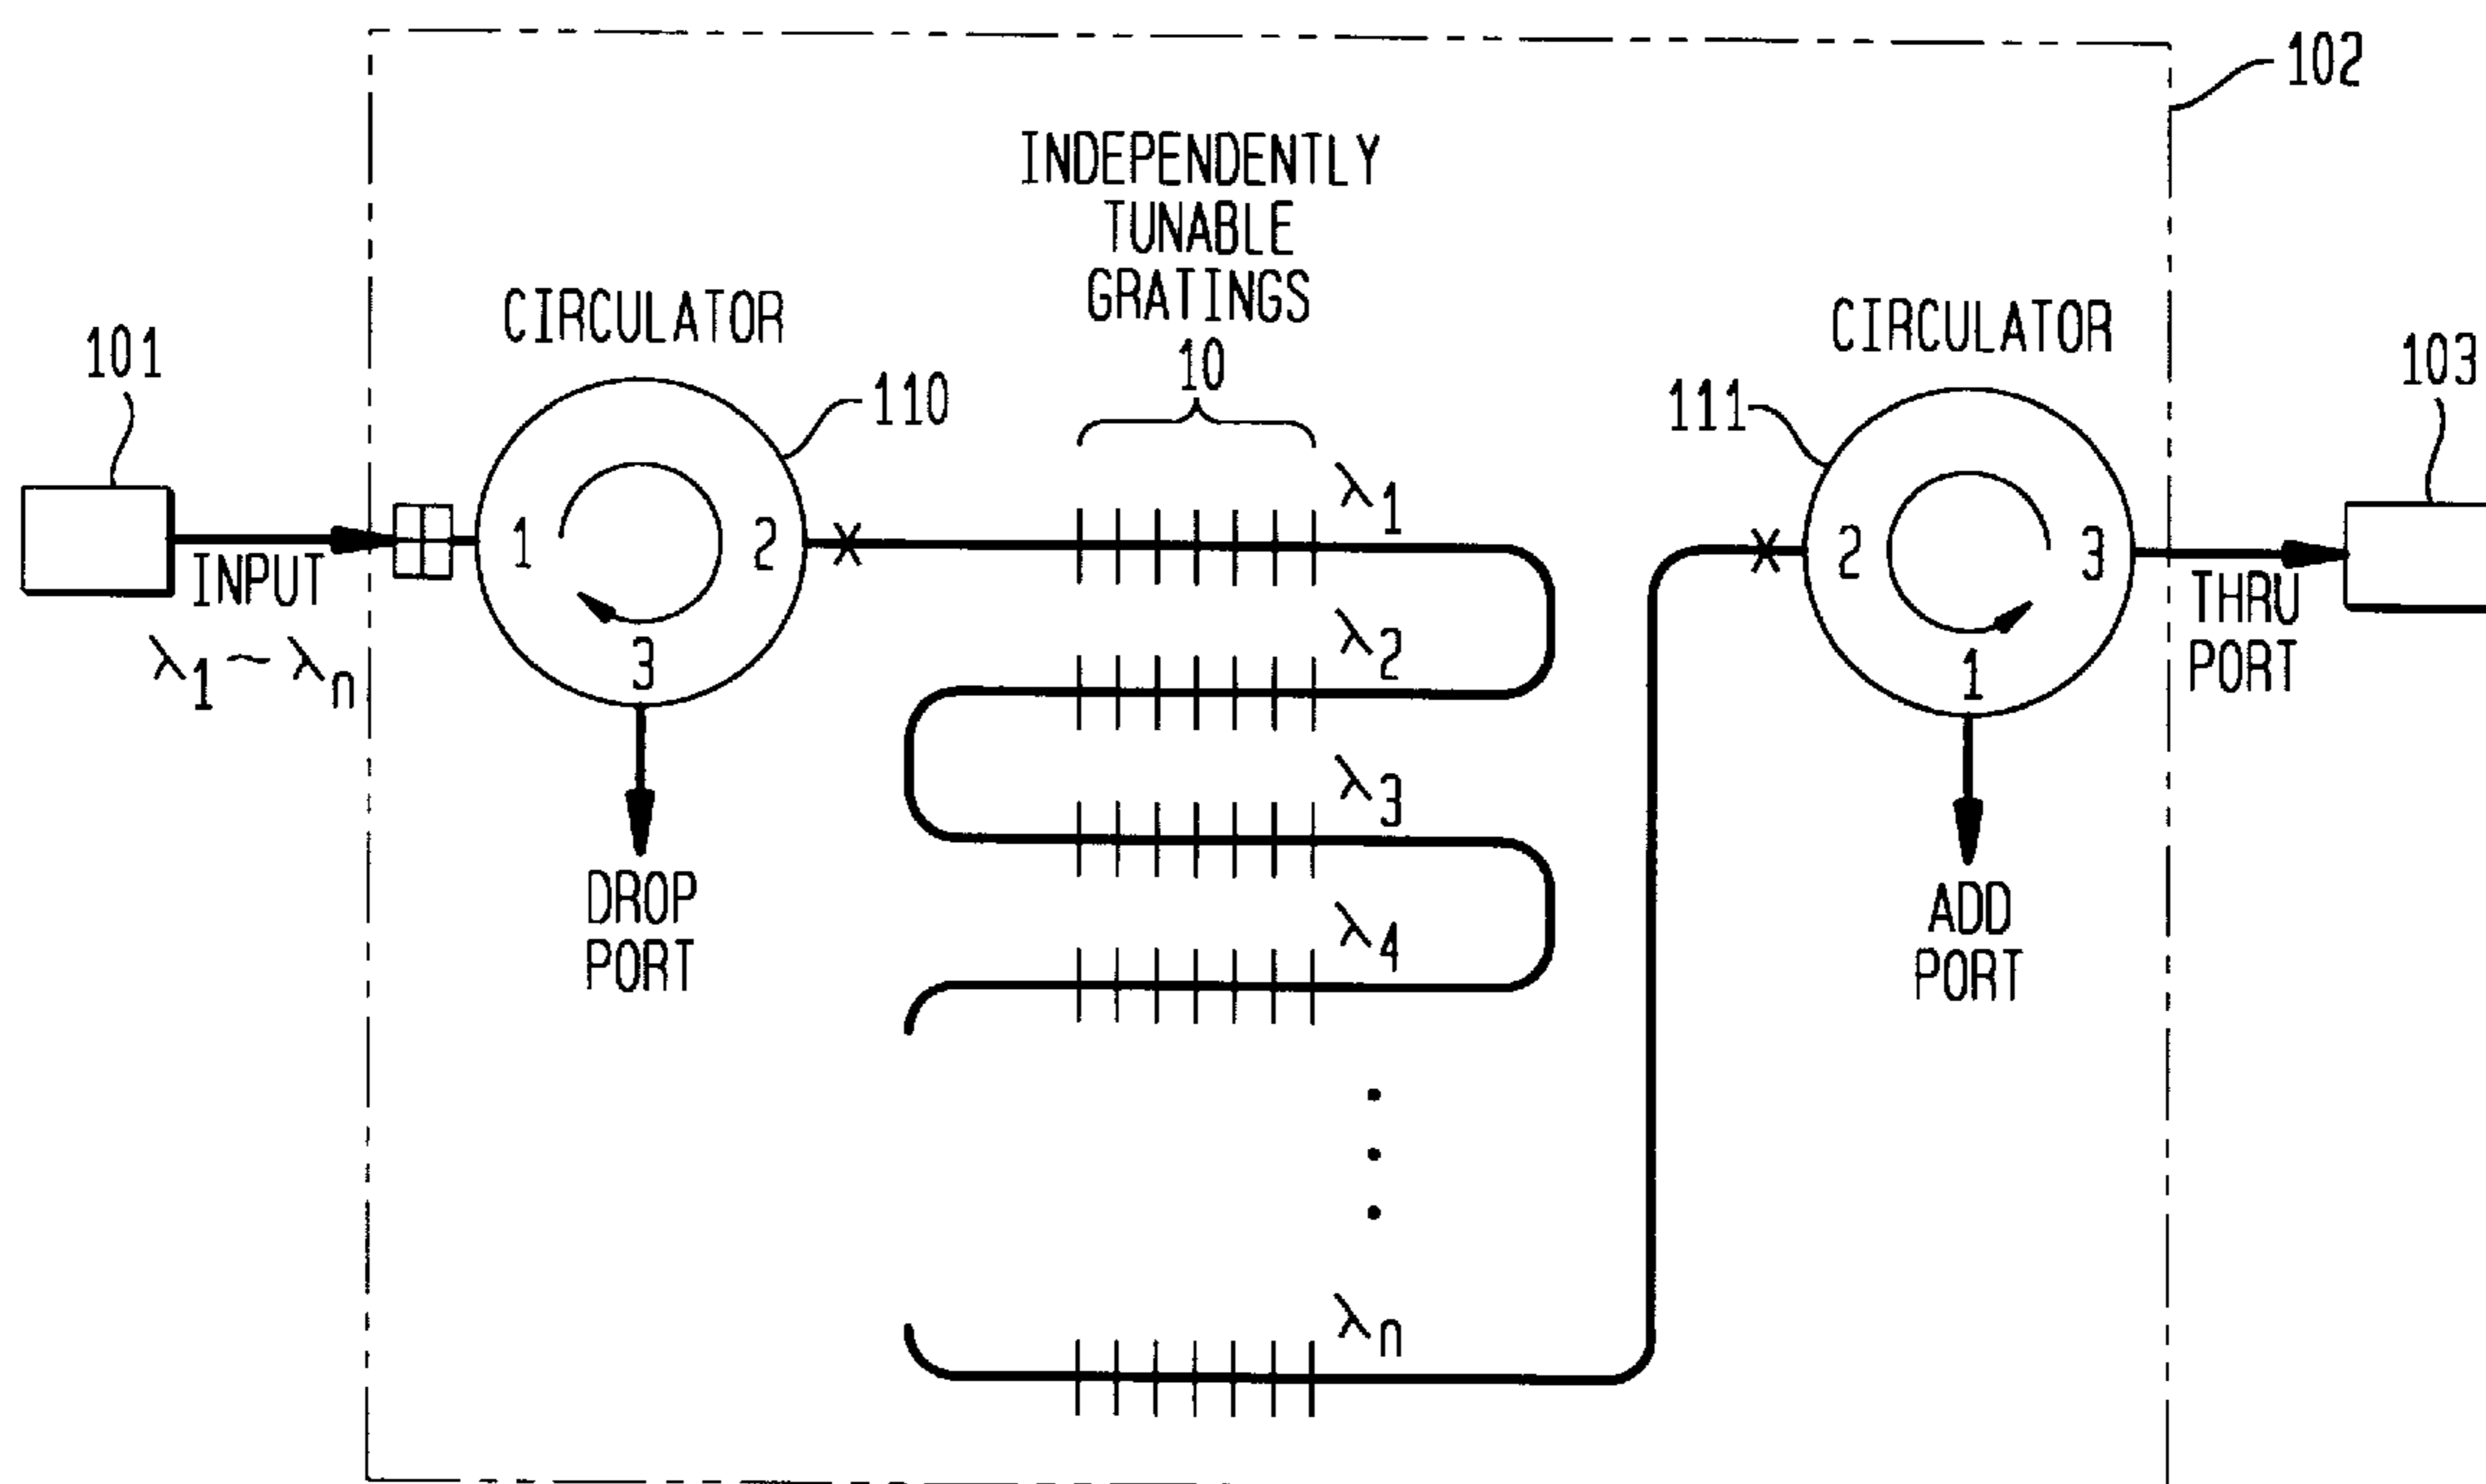 102
INDEPENDENTLY
TUNABLE
GRATINGS
10
CIRCULATOR
CIRCULATOR
101
110
111
103
INPUT
λ1 ~ λn
1
2
3
DROP
PORT
λ1
λ2
λ3
λ4
λn
2
3
1
THRU
PORT
ADD
PORT